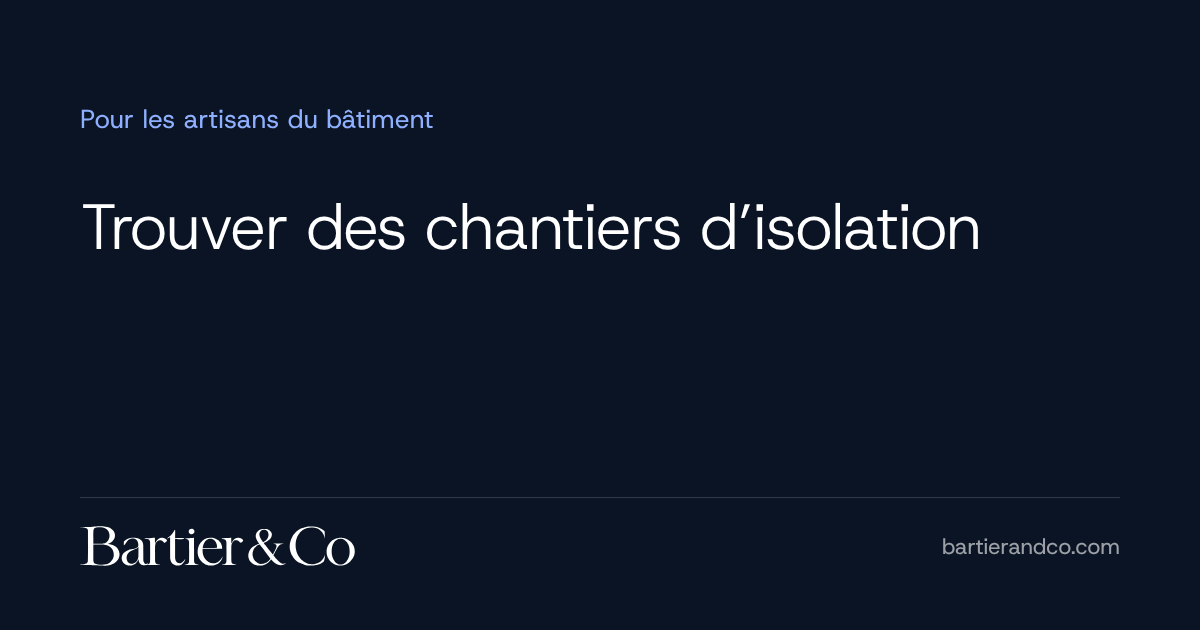 Pour les artisans du bâtiment
Trouver des chantiers d’isolation
Bartier & Co
bartierandco.com